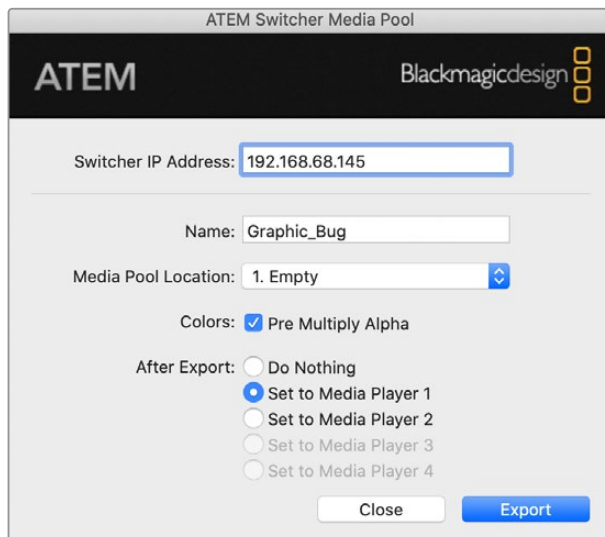 ATEM Switcher Media Pool
ATEM
Blackmagicdesign
Switcher IP Address: 192.168.68.145
Name: Graphic_Bug
Media Pool Location: 1. Empty
Colors: Pre Multiply Alpha
After Export: Do Nothing
Set to Media Player 1
Set to Media Player 2
Set to Media Player 3
Set to Media Player 4
Close Export